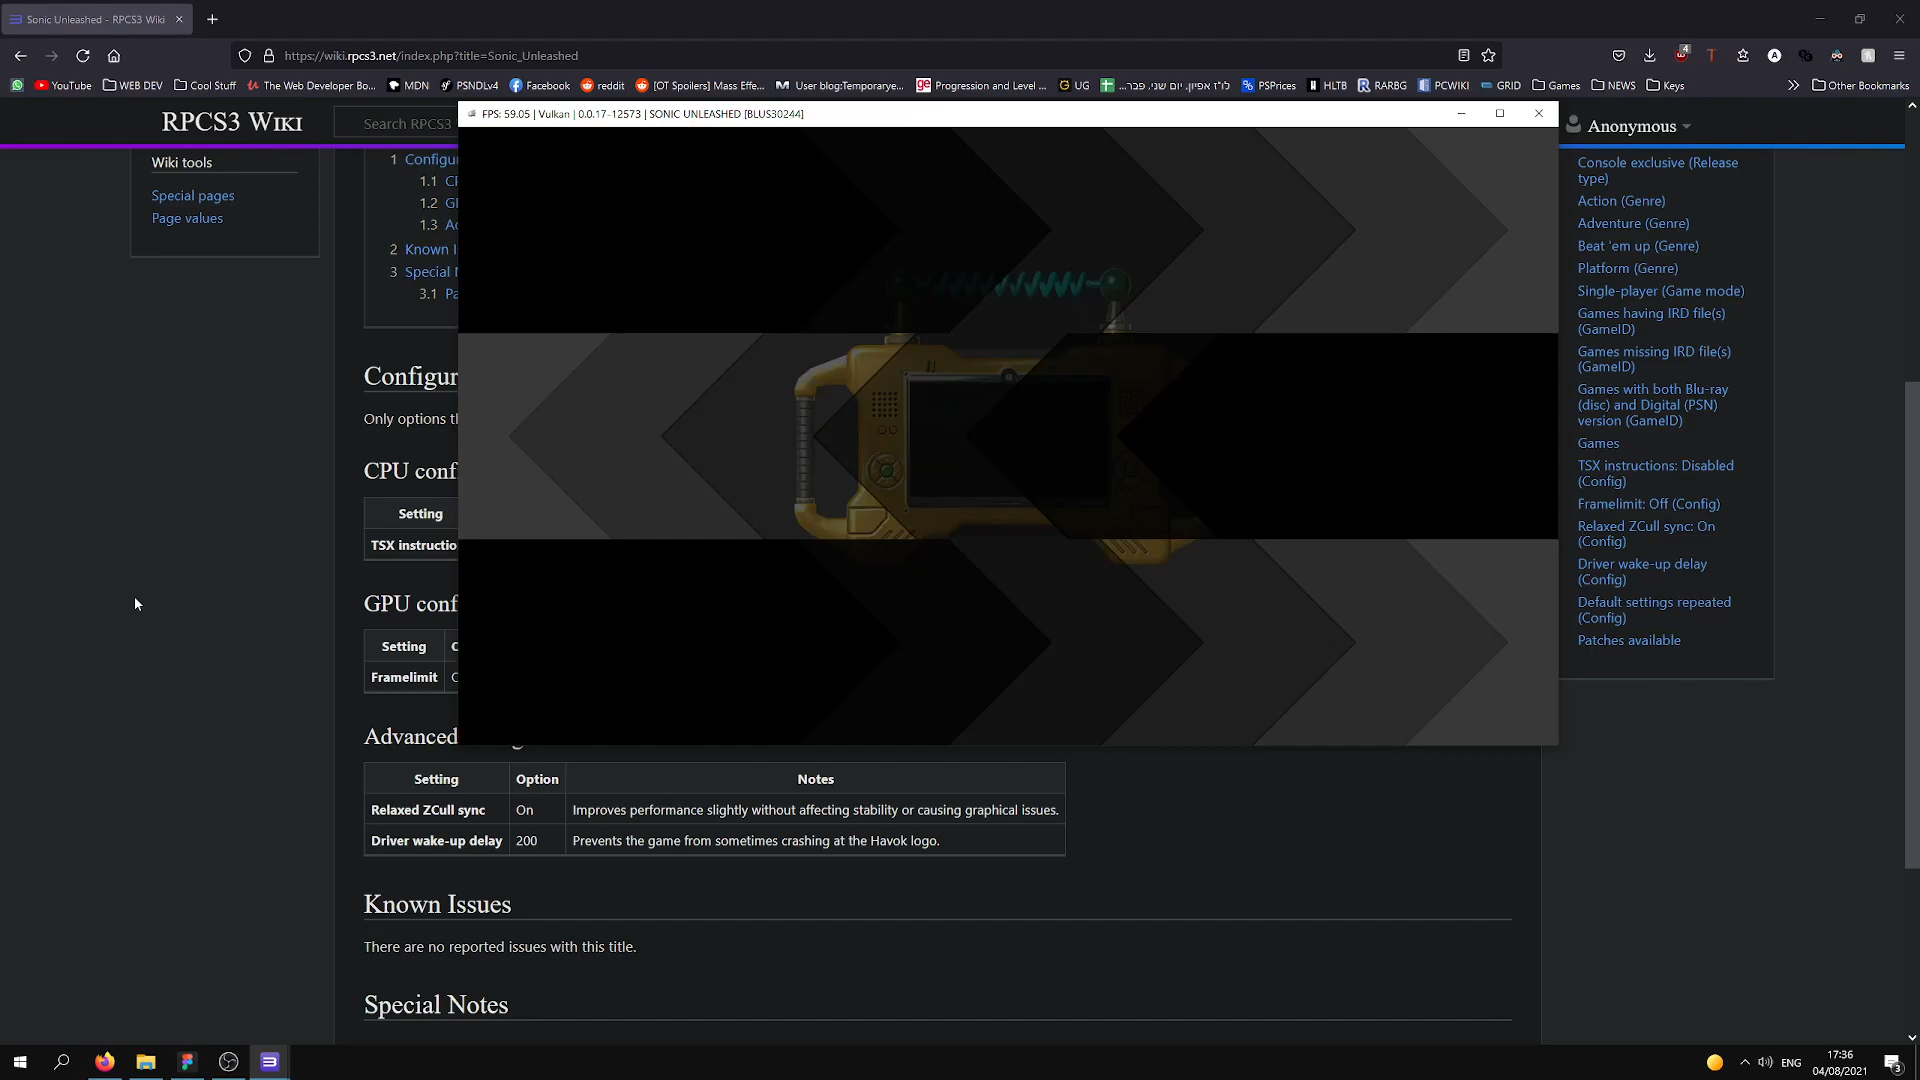 Sonic Unleashed - RPCS3 Wiki
https://wiki.rpcs3.net/index.php?title=Sonic_Unleashed
4
YouTube
WEB DEV
Cool Stuff
The Web Developer Bo...
MDN
PSNDLv4
Facebook
reddit
[OT Spoilers] Mass Effe...
User blog:Temporarye...
Progression and Level ...
UG
לו״ז אפיון. יום שני, פבר...
PSPrices
HLTB
RARBG
PCWIKI
GRID
Games
NEWS
Keys
Other Bookmarks
RPCS3 Wiki
Search RPCS3
FPS: 59.05 | Vulkan | 0.0.17-12573 | SONIC UNLEASHED [BLUS30244]
Anonymous
Wiki tools
Special pages
Page values
1 Configu
1.1 CP
1.2 GP
1.3 Ad
2 Known I
3 Special N
3.1 Pa
Configur
Only options th
CPU conf
Setting
TSX instructio
GPU conf
Setting
Framelimit
Advanced
Setting Option Notes
Relaxed ZCull sync On Improves performance slightly without affecting stability or causing graphical issues.
Driver wake-up delay 200 Prevents the game from sometimes crashing at the Havok logo.
Known Issues
There are no reported issues with this title.
Special Notes
Console exclusive (Release
type)
Action (Genre)
Adventure (Genre)
Beat 'em up (Genre)
Platform (Genre)
Single-player (Game mode)
Games having IRD file(s)
(GameID)
Games missing IRD file(s)
(GameID)
Games with both Blu-ray
(disc) and Digital (PSN)
version (GameID)
Games
TSX instructions: Disabled
(Config)
Framelimit: Off (Config)
Relaxed ZCull sync: On
(Config)
Driver wake-up delay
(Config)
Default settings repeated
(Config)
Patches available
ENG
17:36
04/08/2021
3